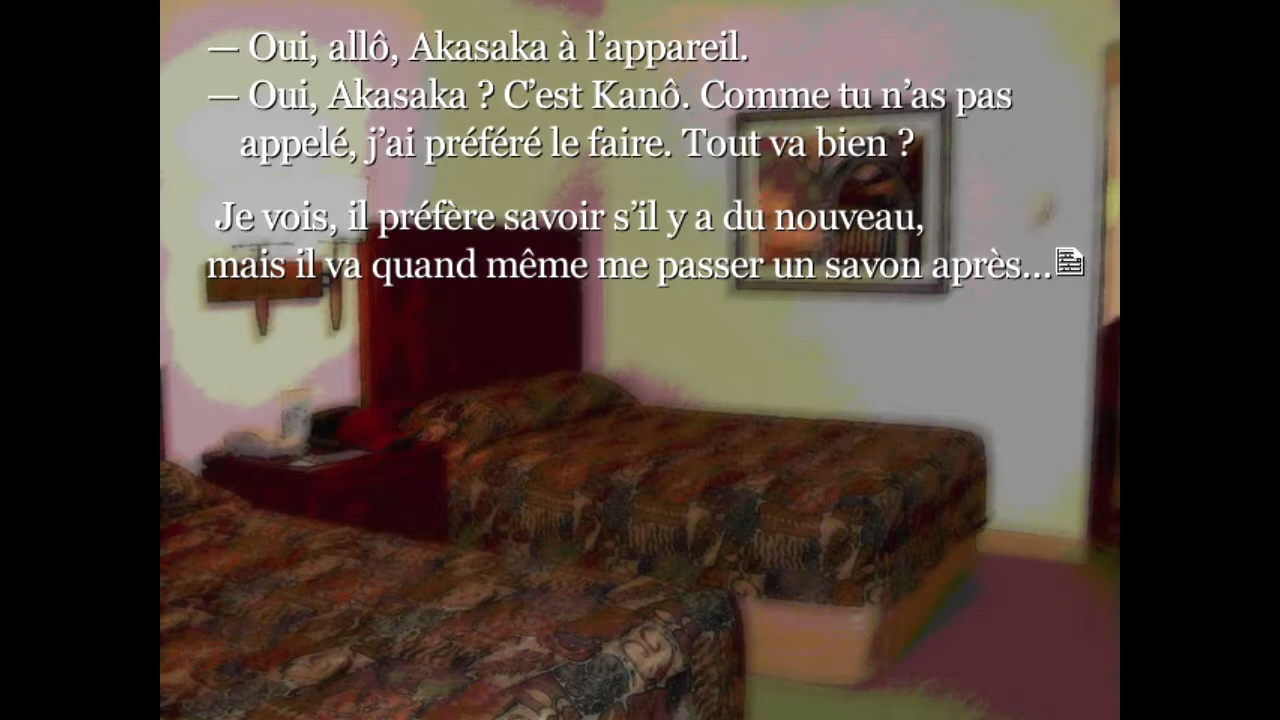 — Oui, allô, Akasaka à l’appareil.
— Oui, Akasaka ? C’est Kanô. Comme tu n’as pas
appelé, j’ai préféré le faire. Tout va bien ?
Je vois, il préfère savoir s’il y a du nouveau,
mais il va quand même me passer un savon après...